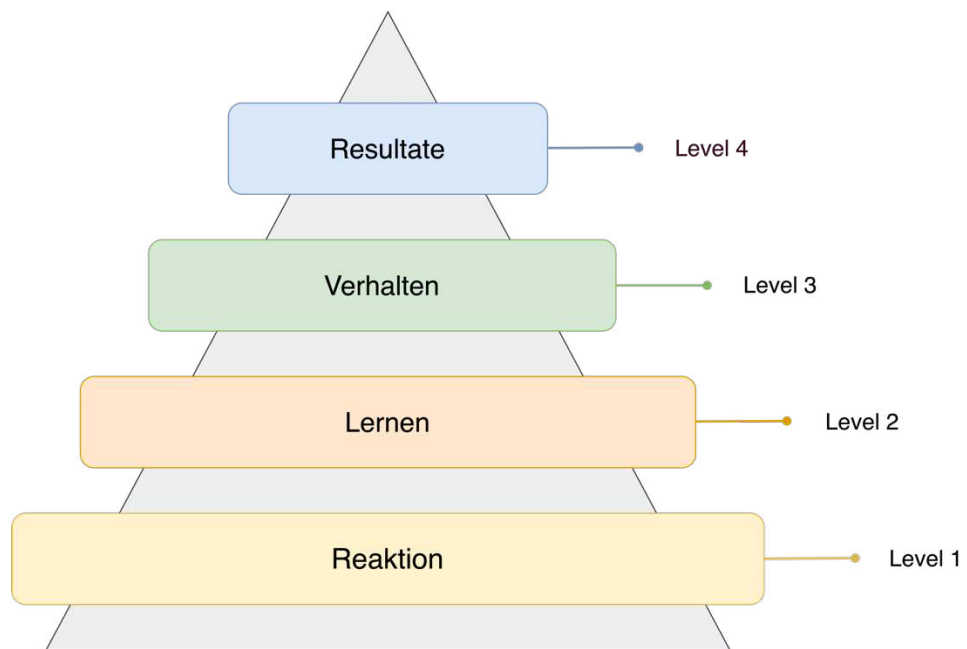 Resultate
Level 4
Verhalten
Level 3
Lernen
Level 2
Reaktion
Level 1